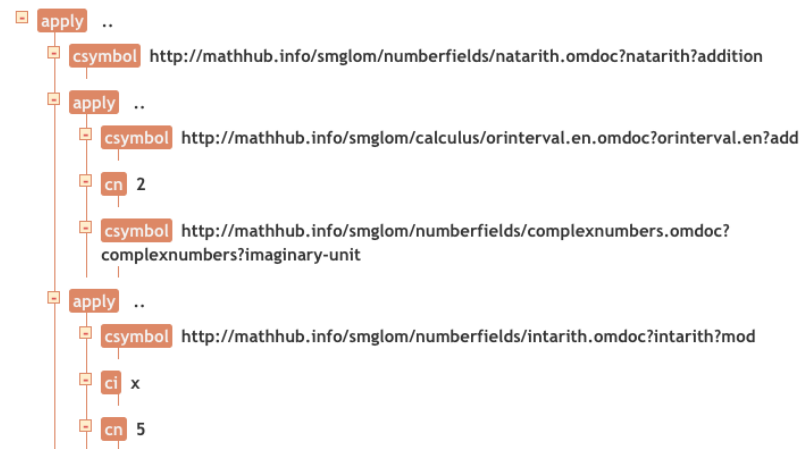 apply ..
csymbol http://mathhub.info/smglom/numberfields/natarith.omdoc?natarith?addition
apply ..
csymbol http://mathhub.info/smglom/calculus/orinterval.en.omdoc?orinterval.en?add
cn 2
csymbol http://mathhub.info/smglom/numberfields/complexnumbers.omdoc?
complexnumbers?imaginary-unit
apply ..
csymbol http://mathhub.info/smglom/numberfields/intarith.omdoc?intarith?mod
ci x
cn 5